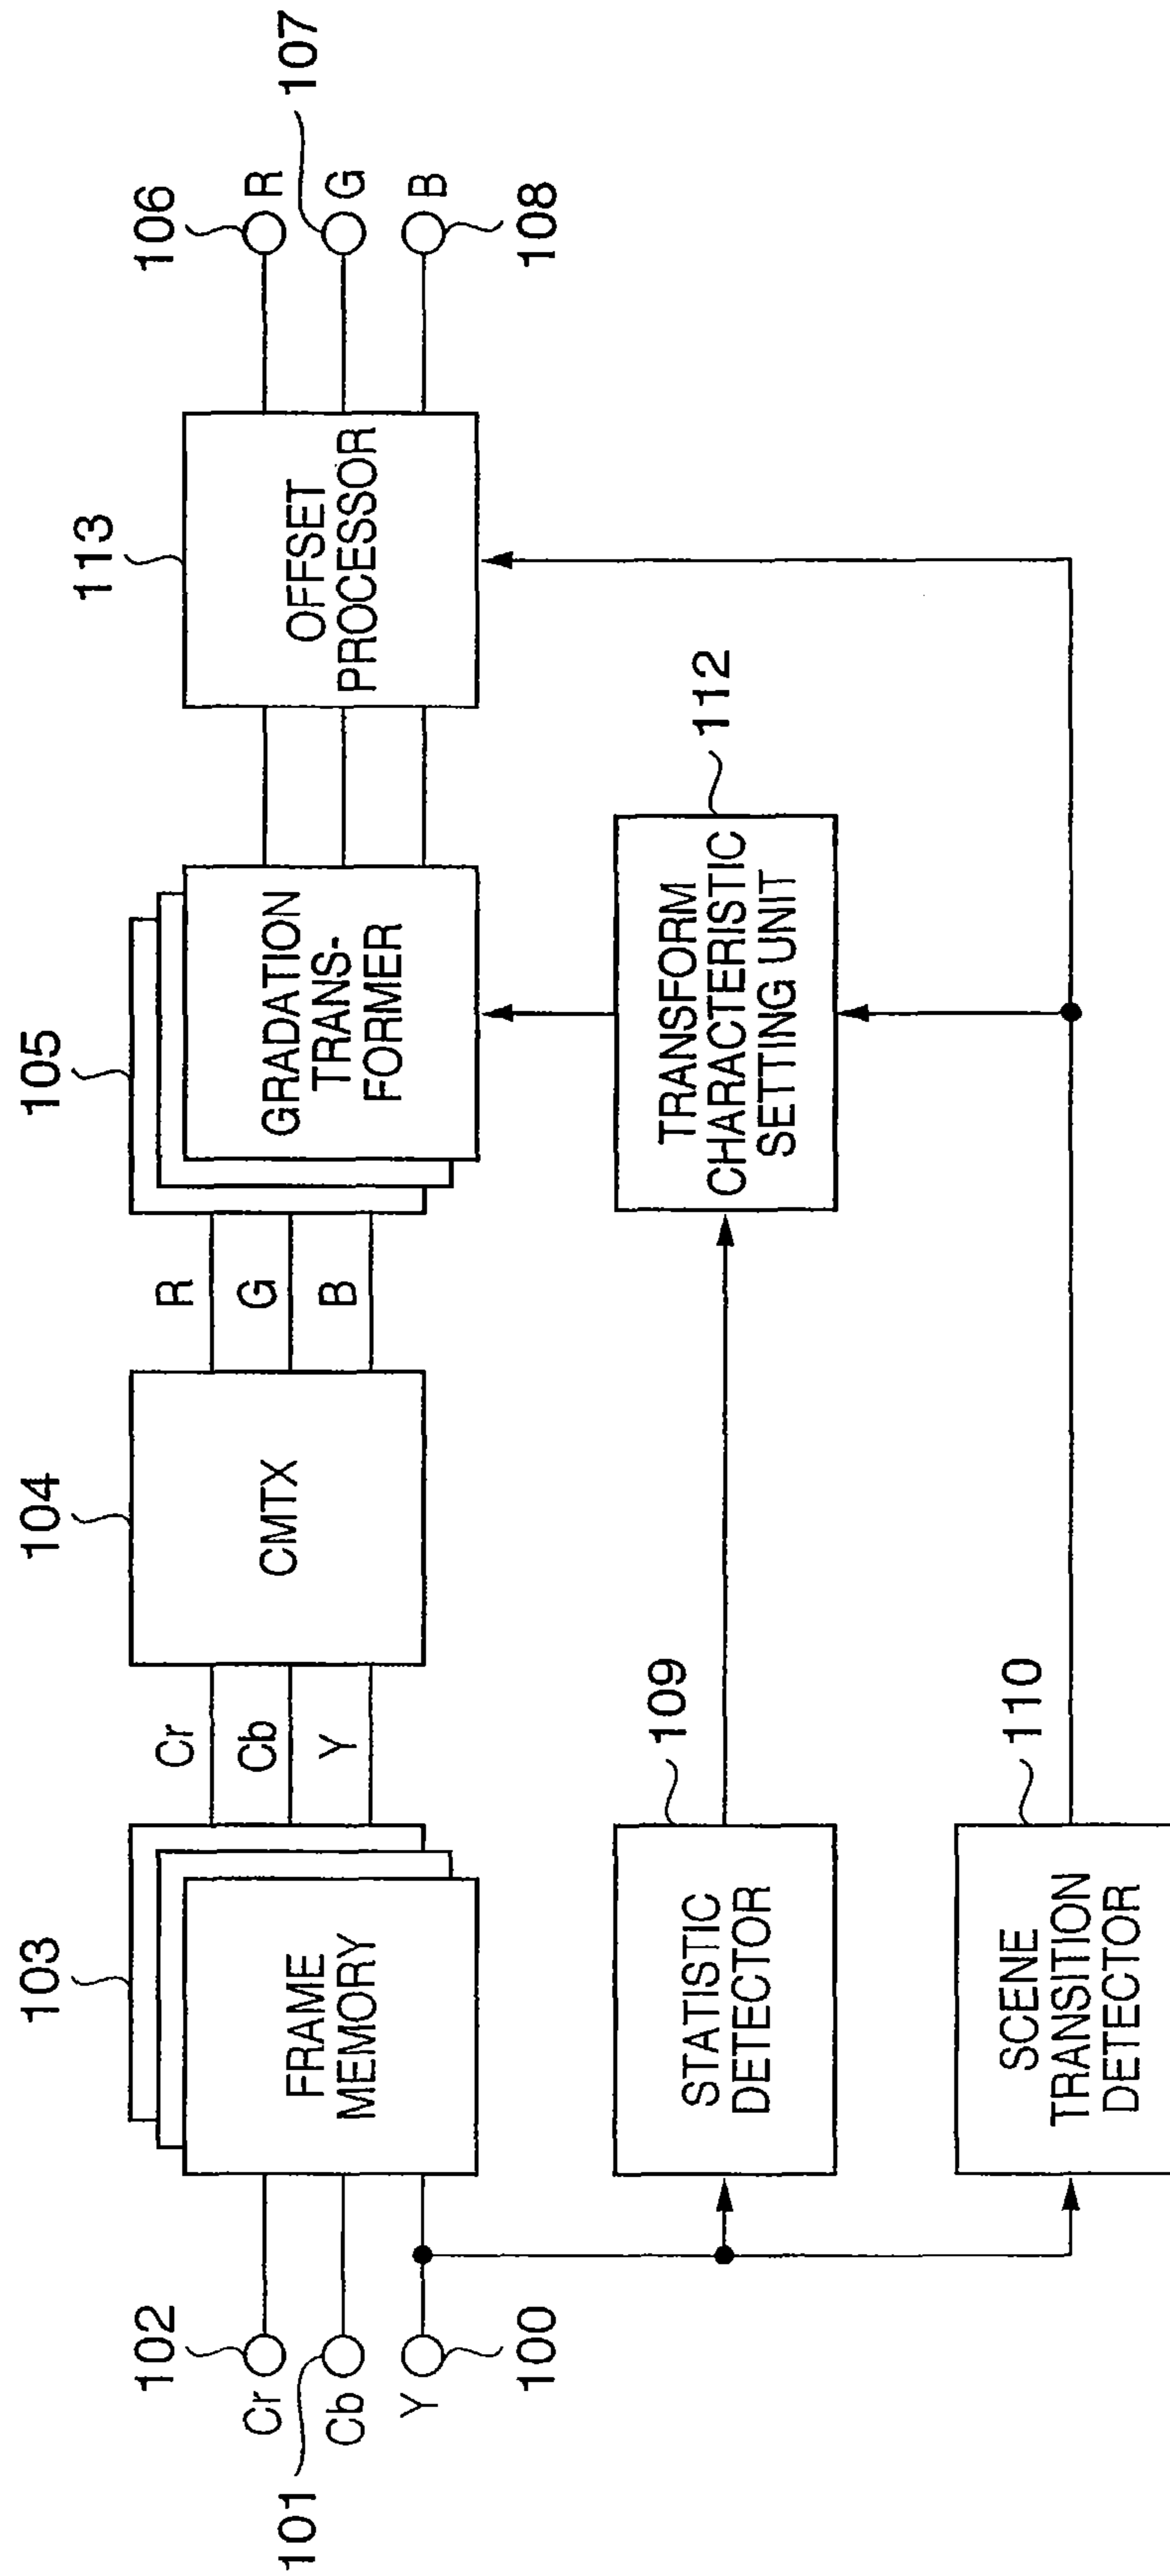 102
Cr
101
Cb
Y
100
103
FRAME
MEMORY
Cr
Cb
Y
104
CMTX
R
G
B
105
GRADATION
TRANS-
FORMER
113
OFFSET
PROCESSOR
106
R
107
G
B
108
109
STATISTIC
DETECTOR
112
TRANSFORM
CHARACTERISTIC
SETTING UNIT
110
SCENE
TRANSITION
DETECTOR